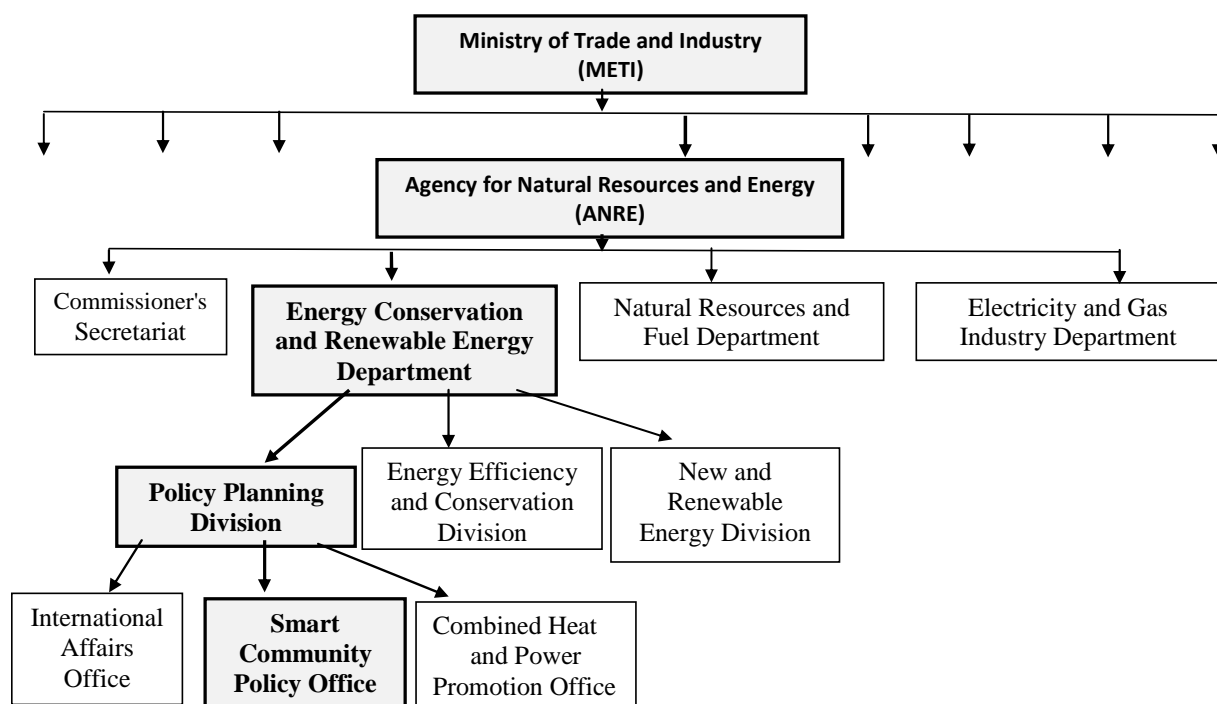 Ministry of Trade and Industry
(METI)
Agency for Natural Resources and Energy
(ANRE)
Commissioner's
Secretariat
Energy Conservation
and Renewable Energy
Department
Natural Resources and
Fuel Department
Electricity and Gas
Industry Department
Policy Planning
Division
Energy Efficiency
and Conservation
Division
New and
Renewable
Energy Division
International
Affairs
Office
Smart
Community
Policy Office
Combined Heat
and Power
Promotion Office